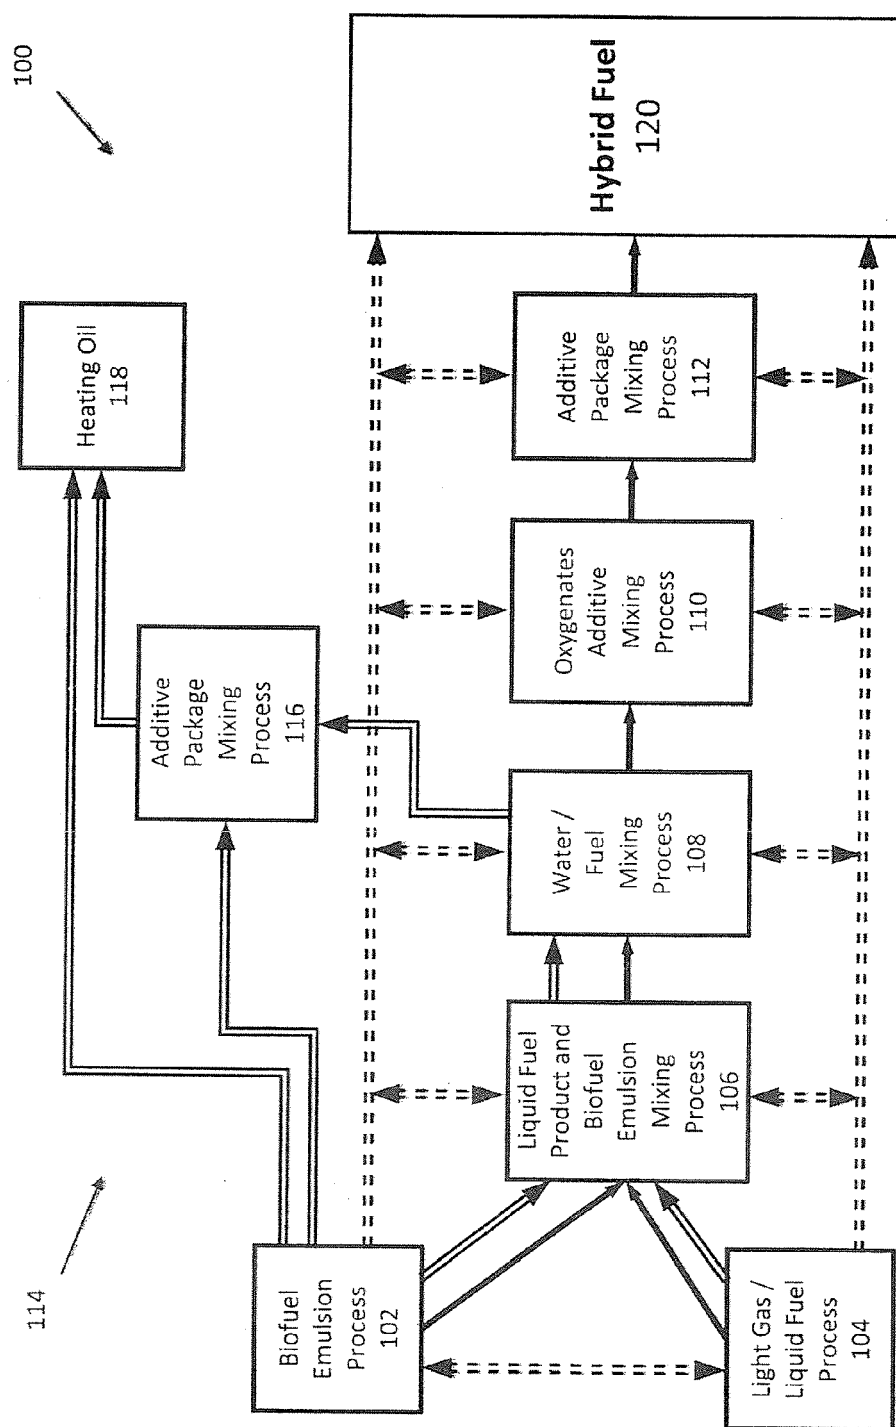 100
114
Heating Oil
118
Additive
Package
Mixing
Process
116
Biofuel
Emulsion
Process
102
Light Gas /
Liquid Fuel
Process
104
Liquid Fuel
Product and
Biofuel
Emulsion
Mixing
Process
106
Water /
Fuel
Mixing
Process
108
Oxygenates
Additive
Mixing
Process
110
Additive
Package
Mixing
Process
112
Hybrid Fuel
120